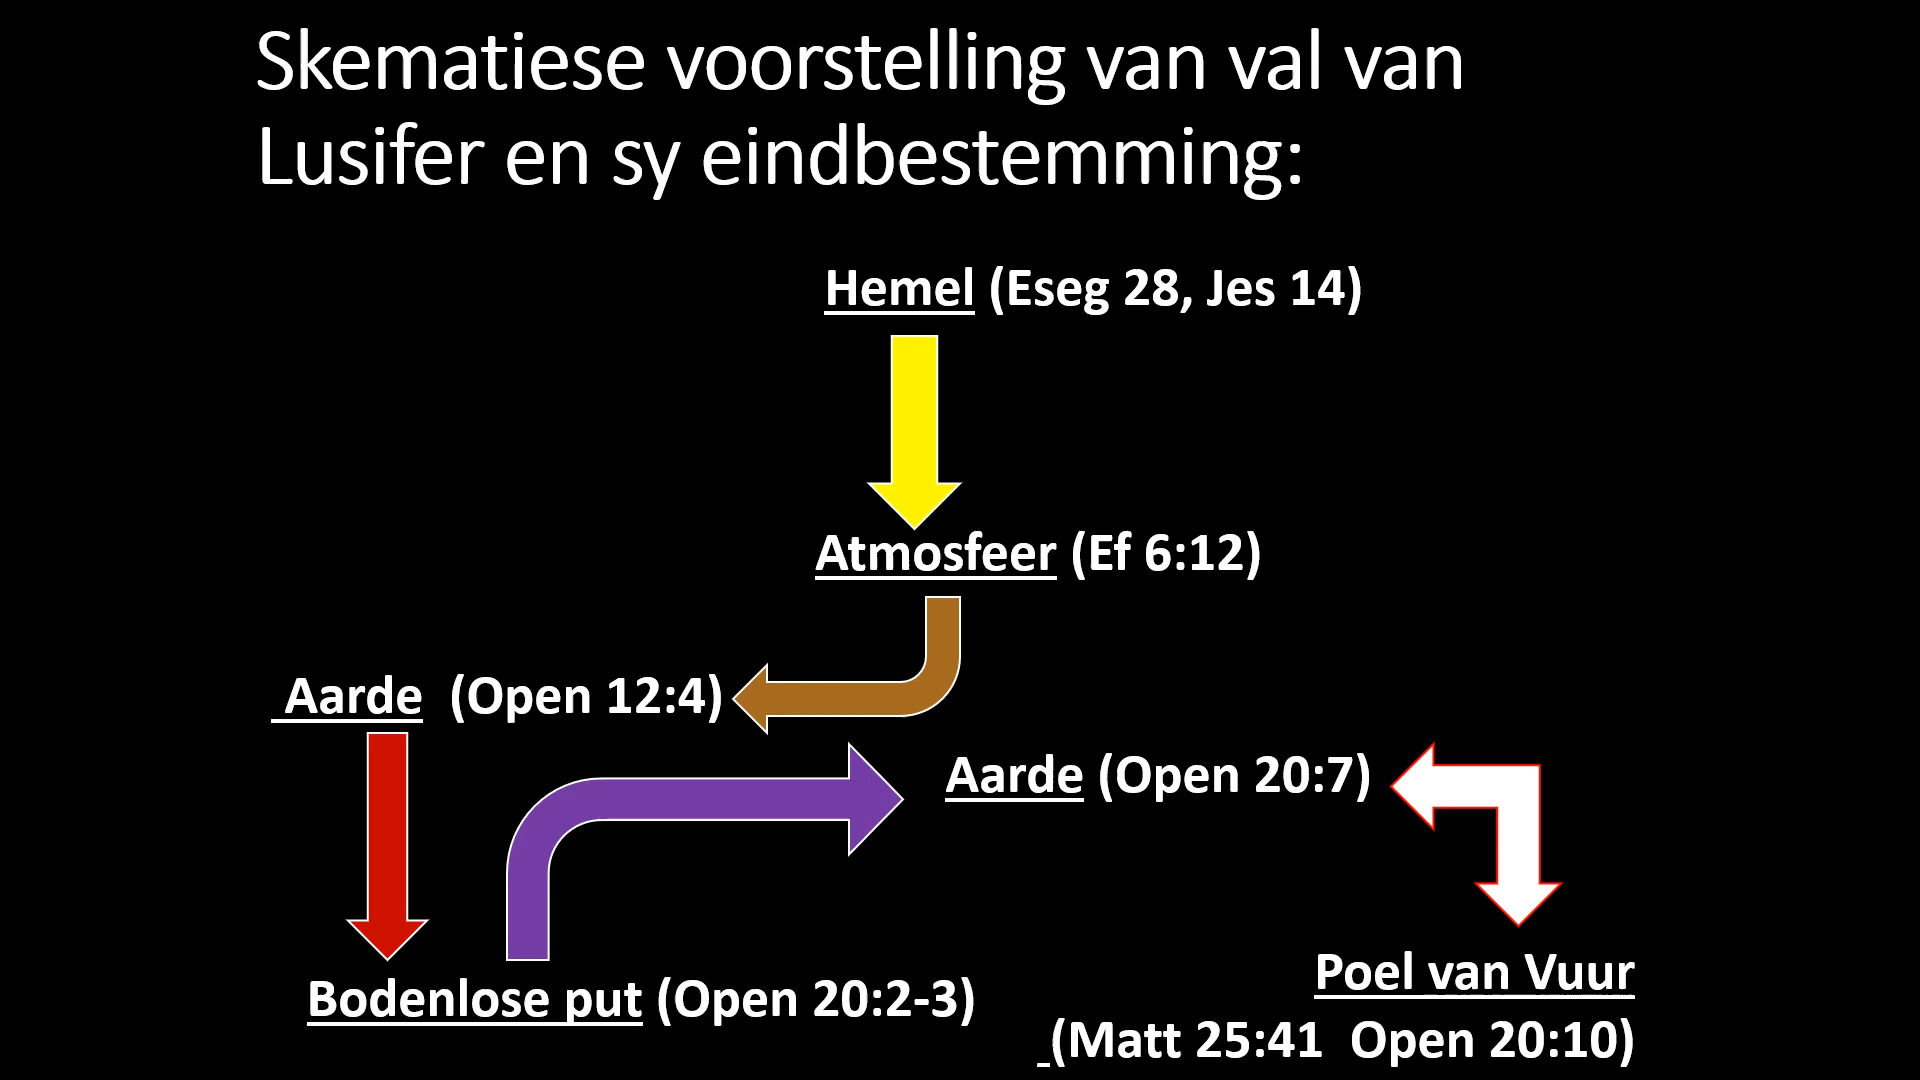 Skematiese voorstelling van val van
Lusifer en sy eindbestemming:
Hemel (Eseg 28, Jes 14)
Atmosfeer (Ef 6:12)
Aarde  (Open 12:4)
Aarde (Open 20:7)
Bodenlose put (Open 20:2-3)
Poel van Vuur
(Matt 25:41  Open 20:10)